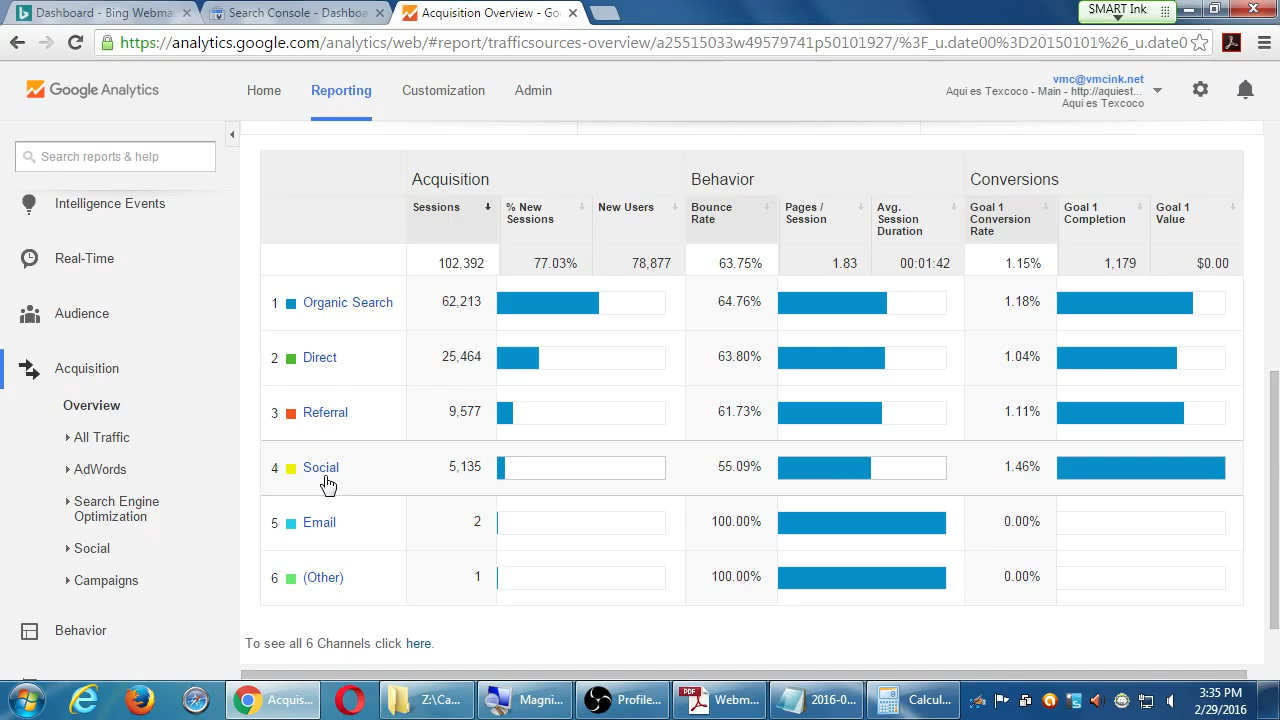 Dashboard - Bing Webma
Search Console - Dashboa
Acquisition Overview - Go
SMART Ink
https://analytics.google.com/analytics/web/#report/trafficsources-overview/a25515033w49579741p50101927/%3F_u.date00%3D20150101%26_u.date0
Google Analytics
Home
Reporting
Customization
Admin
vmc@vmcink.net
Aqui es Texcoco - Main - http://aquiest...
Aqui es Texcoco
Search reports & help
Intelligence Events
Real-Time
Audience
Acquisition
Overview
All Traffic
AdWords
Search Engine
Optimization
Social
Campaigns
Behavior
Acquisition Behavior Conversions
Sessions
% New
Sessions
New Users
Bounce
Rate
Pages /
Session
Avg.
Session
Duration
Goal 1
Conversion
Rate
Goal 1
Completion
Goal 1
Value
102,392 77.03% 78,877 63.75% 1.83 00:01:42 1.15% 1,179 $0.00
1 Organic Search 62,213 64.76% 1.18%
2 Direct 25,464 63.80% 1.04%
3 Referral 9,577 61.73% 1.11%
4 Social 5,135 55.09% 1.46%
5 Email 2 100.00% 0.00%
6 (Other) 1 100.00% 0.00%
To see all 6 Channels click here.
Acquis...
Z:\Ca...
Magni...
Profile...
PDF
Webm...
2016-0...
Calcul...
3:35 PM
2/29/2016